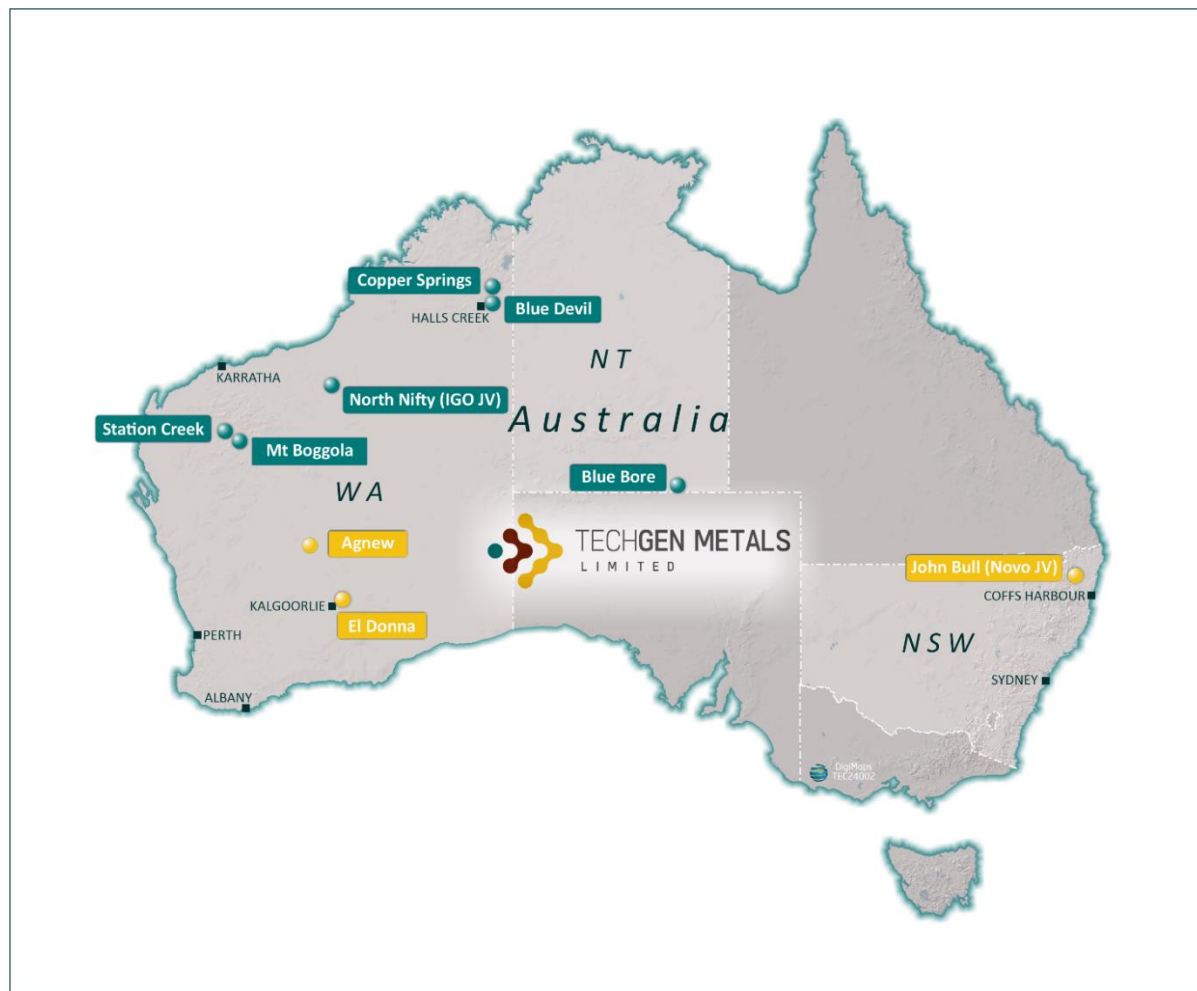 Copper Springs
Blue Devil
HALLS CREEK
NT
KARRATHA
North Nifty (IGO JV)
Australia
Station Creek
Mt Boggola
Blue Bore
WA
TECHGEN METALS
LIMITED
Agnew
John Bull (Novo JV)
COFFS HARBOUR
KALGOORLIE
El Donna
PERTH
NSW
SYDNEY
ALBANY
DigiMaps
TEC24002